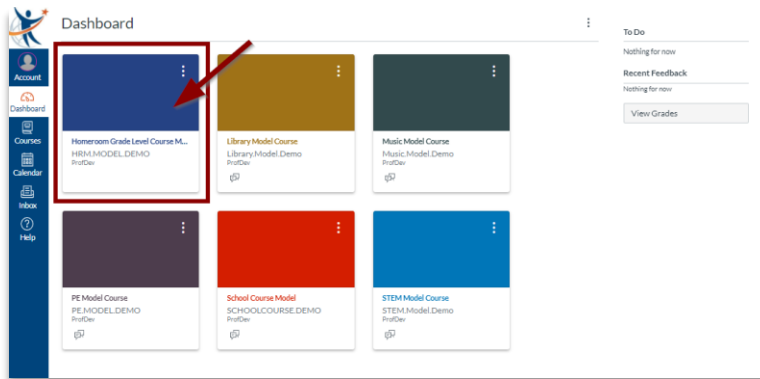 Dashboard
Account
Dashboard
Courses
Calendar
Inbox
Help
Homeroom Grade Level Course M...
HRM.MODEL.DEMO
ProfDev
Library Model Course
Library.Model.Demo
ProfDev
Music Model Course
Music.Model.Demo
ProfDev
PE Model Course
PE.MODEL.DEMO
ProfDev
School Course Model
SCHOOLCOURSE.DEMO
ProfDev
STEM Model Course
STEM.Model.Demo
ProfDev
To Do
Nothing for now
Recent Feedback
Nothing for now
View Grades